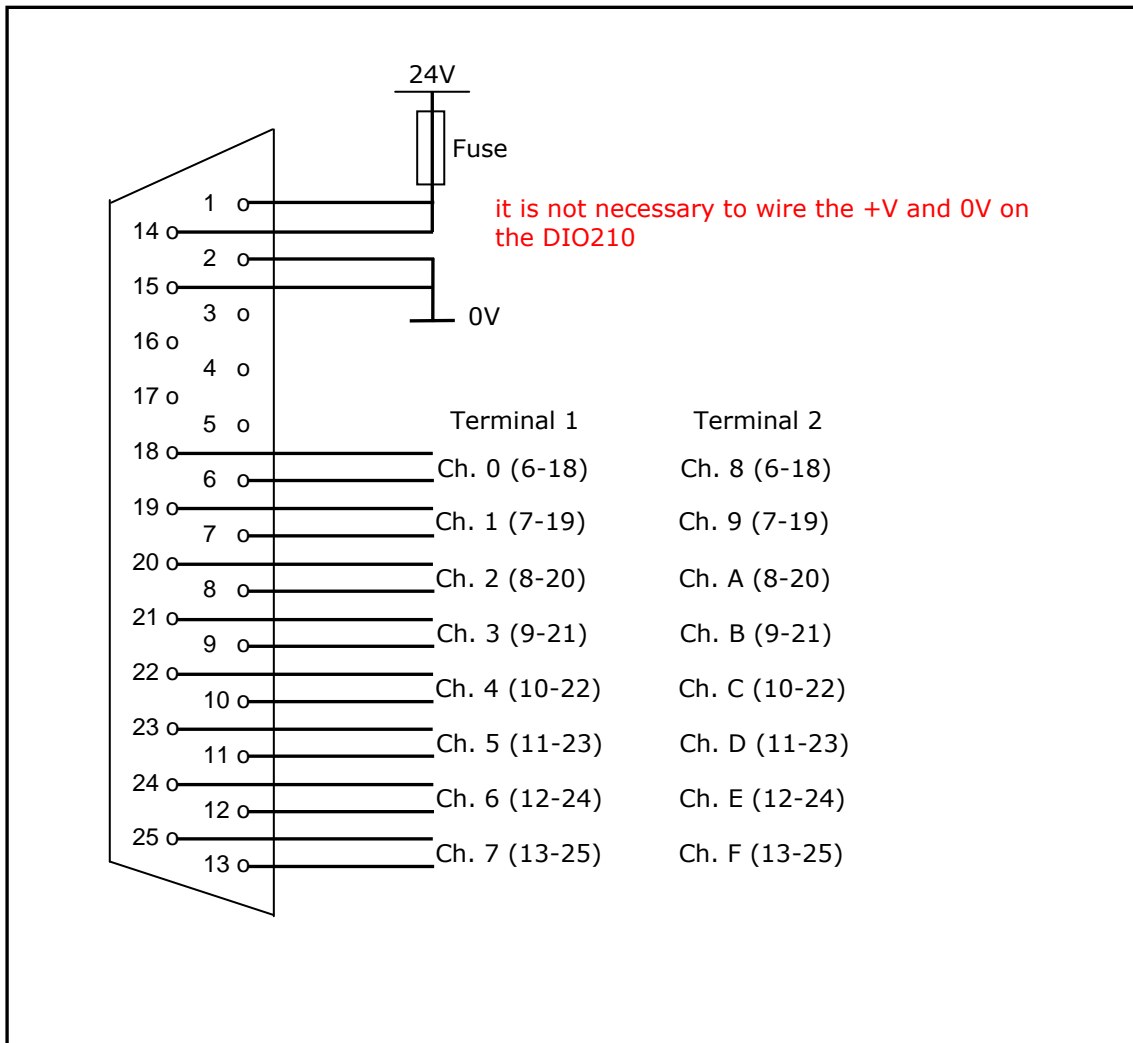 24V
Fuse
1 o
it is not necessary to wire the +V and 0V on
the DIO210
14 o
2 o
15 o
3 o
0V
16 o
4 o
17 o
5 o
Terminal 1 Terminal 2
18 o
Ch. 0 (6-18) Ch. 8 (6-18)
6 o
19 o
Ch. 1 (7-19) Ch. 9 (7-19)
7 o
20 o
Ch. 2 (8-20) Ch. A (8-20)
8 o
21 o
Ch. 3 (9-21) Ch. B (9-21)
9 o
22 o
Ch. 4 (10-22) Ch. C (10-22)
10 o
23 o
Ch. 5 (11-23) Ch. D (11-23)
11 o
24 o
Ch. 6 (12-24) Ch. E (12-24)
12 o
25 o
Ch. 7 (13-25) Ch. F (13-25)
13 o